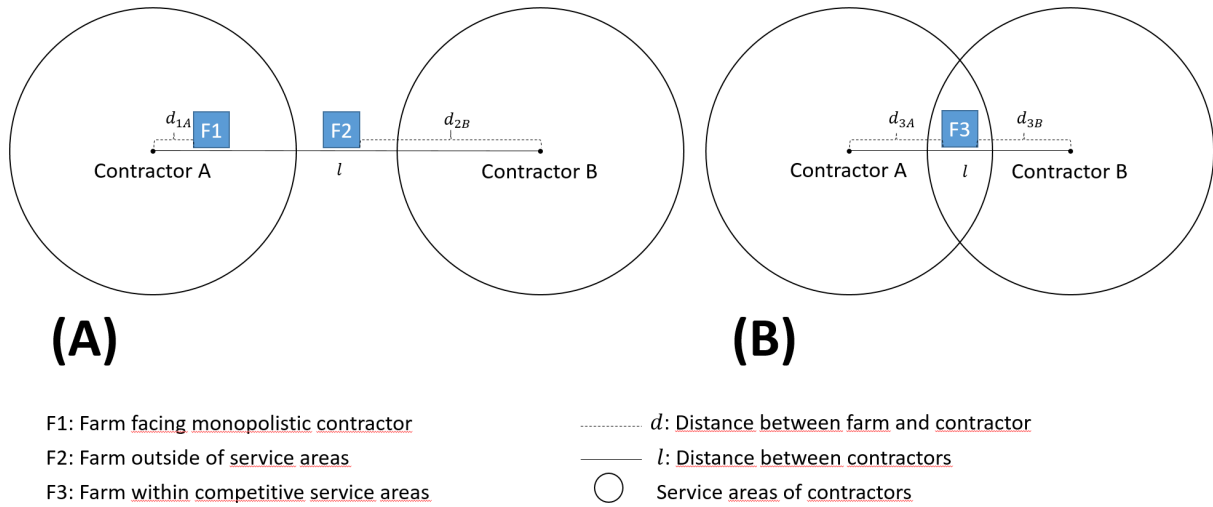 d1A
F1
F2
d2B
Contractor A
l
Contractor B
d3A
F3
d3B
Contractor A
l
Contractor B
(A)
(B)
F1: Farm facing monopolistic contractor
F2: Farm outside of service areas
F3: Farm within competitive service areas
d: Distance between farm and contractor
l: Distance between contractors
Service areas of contractors